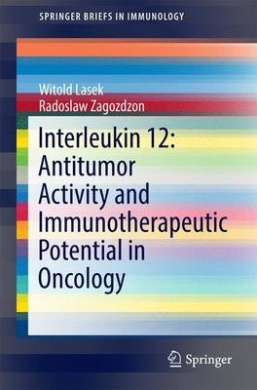 SPRINGER BRIEFS IN IMMUNOLOGY
Witold Lasek
Radoslaw Zagozdzon
Interleukin 12:
Antitumor
Activity and
Immunotherapeutic
Potential in
Oncology
Springer